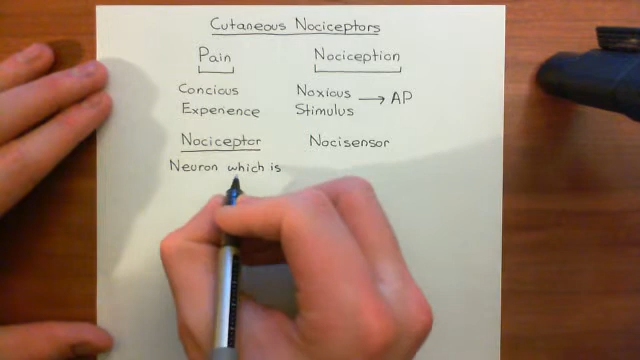 Cutaneous Nociceptors
Pain
Nociception
Concious
Experience
Noxious
Stimulus → AP
Nociceptor
Nocisensor
Neuron which is